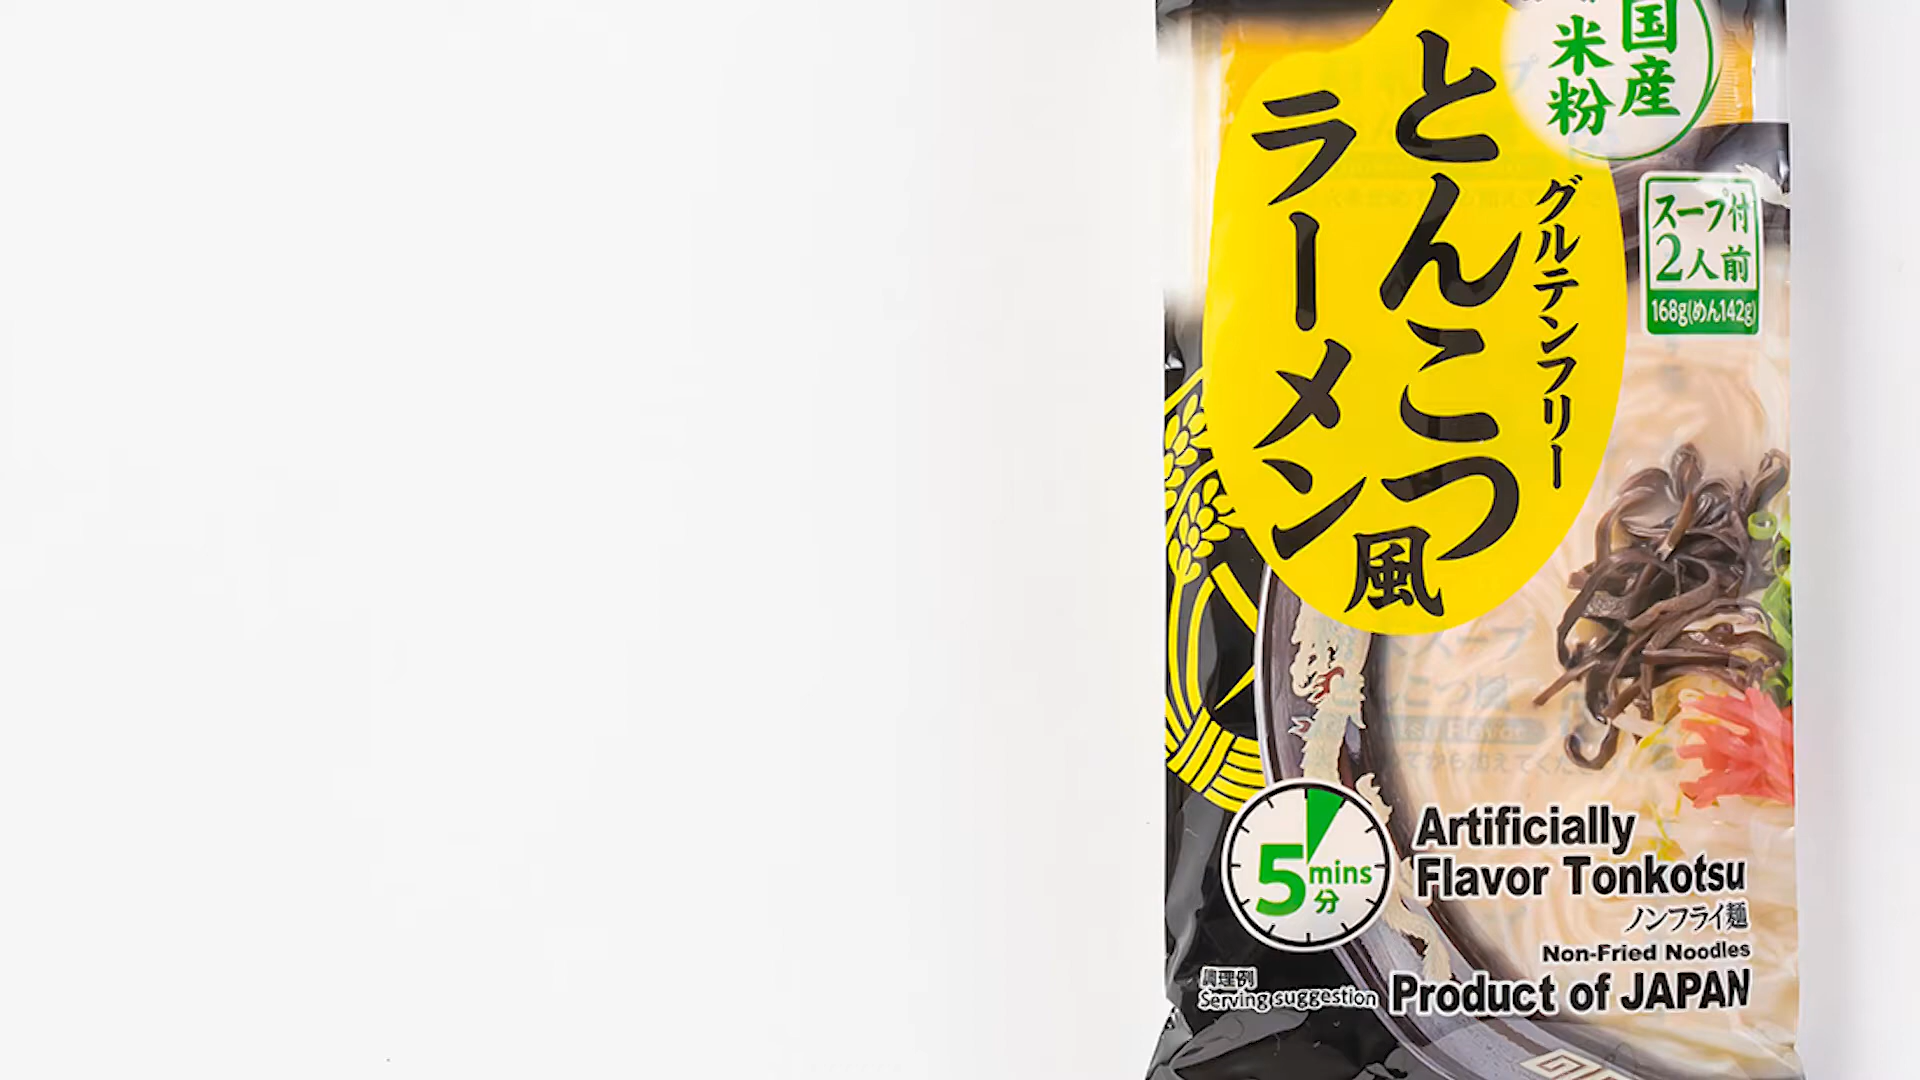 国産
米粉
グルテンフリー
とんこつ風
ラーメン
スープ付
2人前
168g(めん142g)
5mins
分
Artificially
Flavor Tonkotsu
ノンフライ麺
Non-Fried Noodles
調理例
Serving suggestion
Product of JAPAN